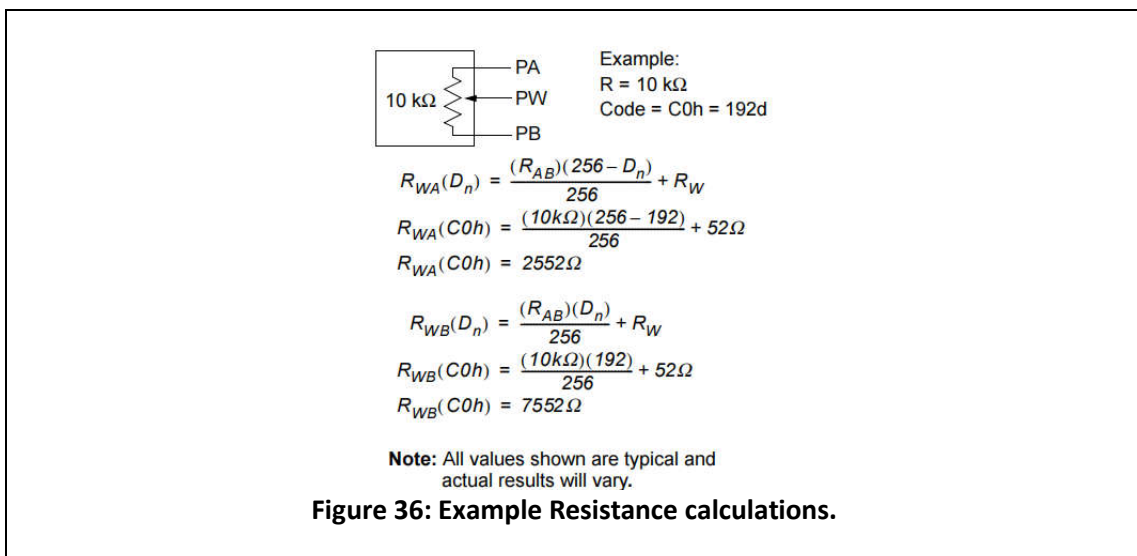 PA
Example:
R = 10 kΩ
10 kΩ
PW
Code = C0h = 192d
PB
R_WA(D_n) = (R_AB)(256 – D_n) / 256 + R_W
R_WA(C0h) = (10kΩ)(256 – 192) / 256 + 52Ω
R_WA(C0h) = 2552Ω
R_WB(D_n) = (R_AB)(D_n) / 256 + R_W
R_WB(C0h) = (10kΩ)(192) / 256 + 52Ω
R_WB(C0h) = 7552Ω
Note: All values shown are typical and
actual results will vary.
Figure 36: Example Resistance calculations.